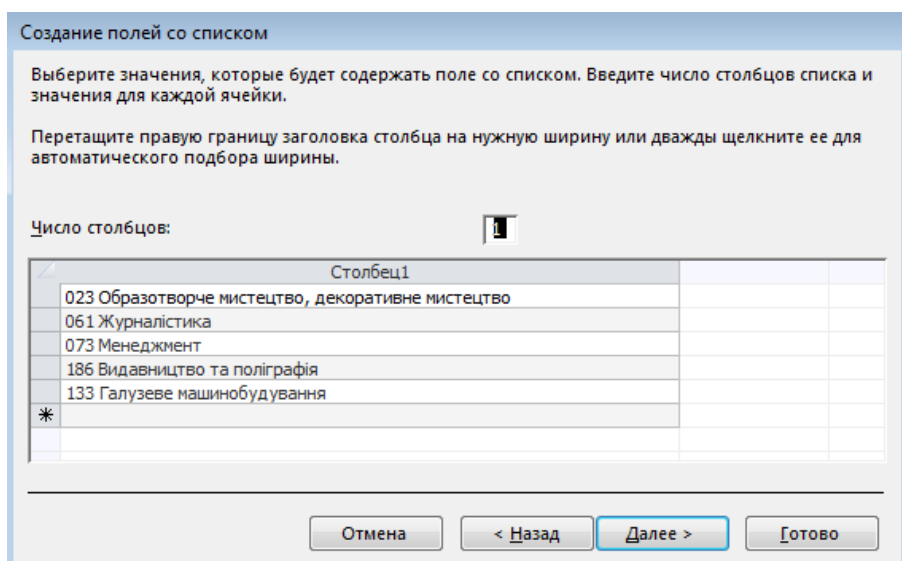 Создание полей со списком
Выберите значения, которые будет содержать поле со списком. Введите число столбцов списка и
значения для каждой ячейки.
Перетащите правую границу заголовка столбца на нужную ширину или дважды щелкните ее для
автоматического подбора ширины.
Число столбцов: 1
Столбец1
023 Образотворче мистецтво, декоративне мистецтво
061 Журналістика
073 Менеджмент
186 Видавництво та поліграфія
133 Галузеве машинобудування
Отмена < Назад Далее > Готово